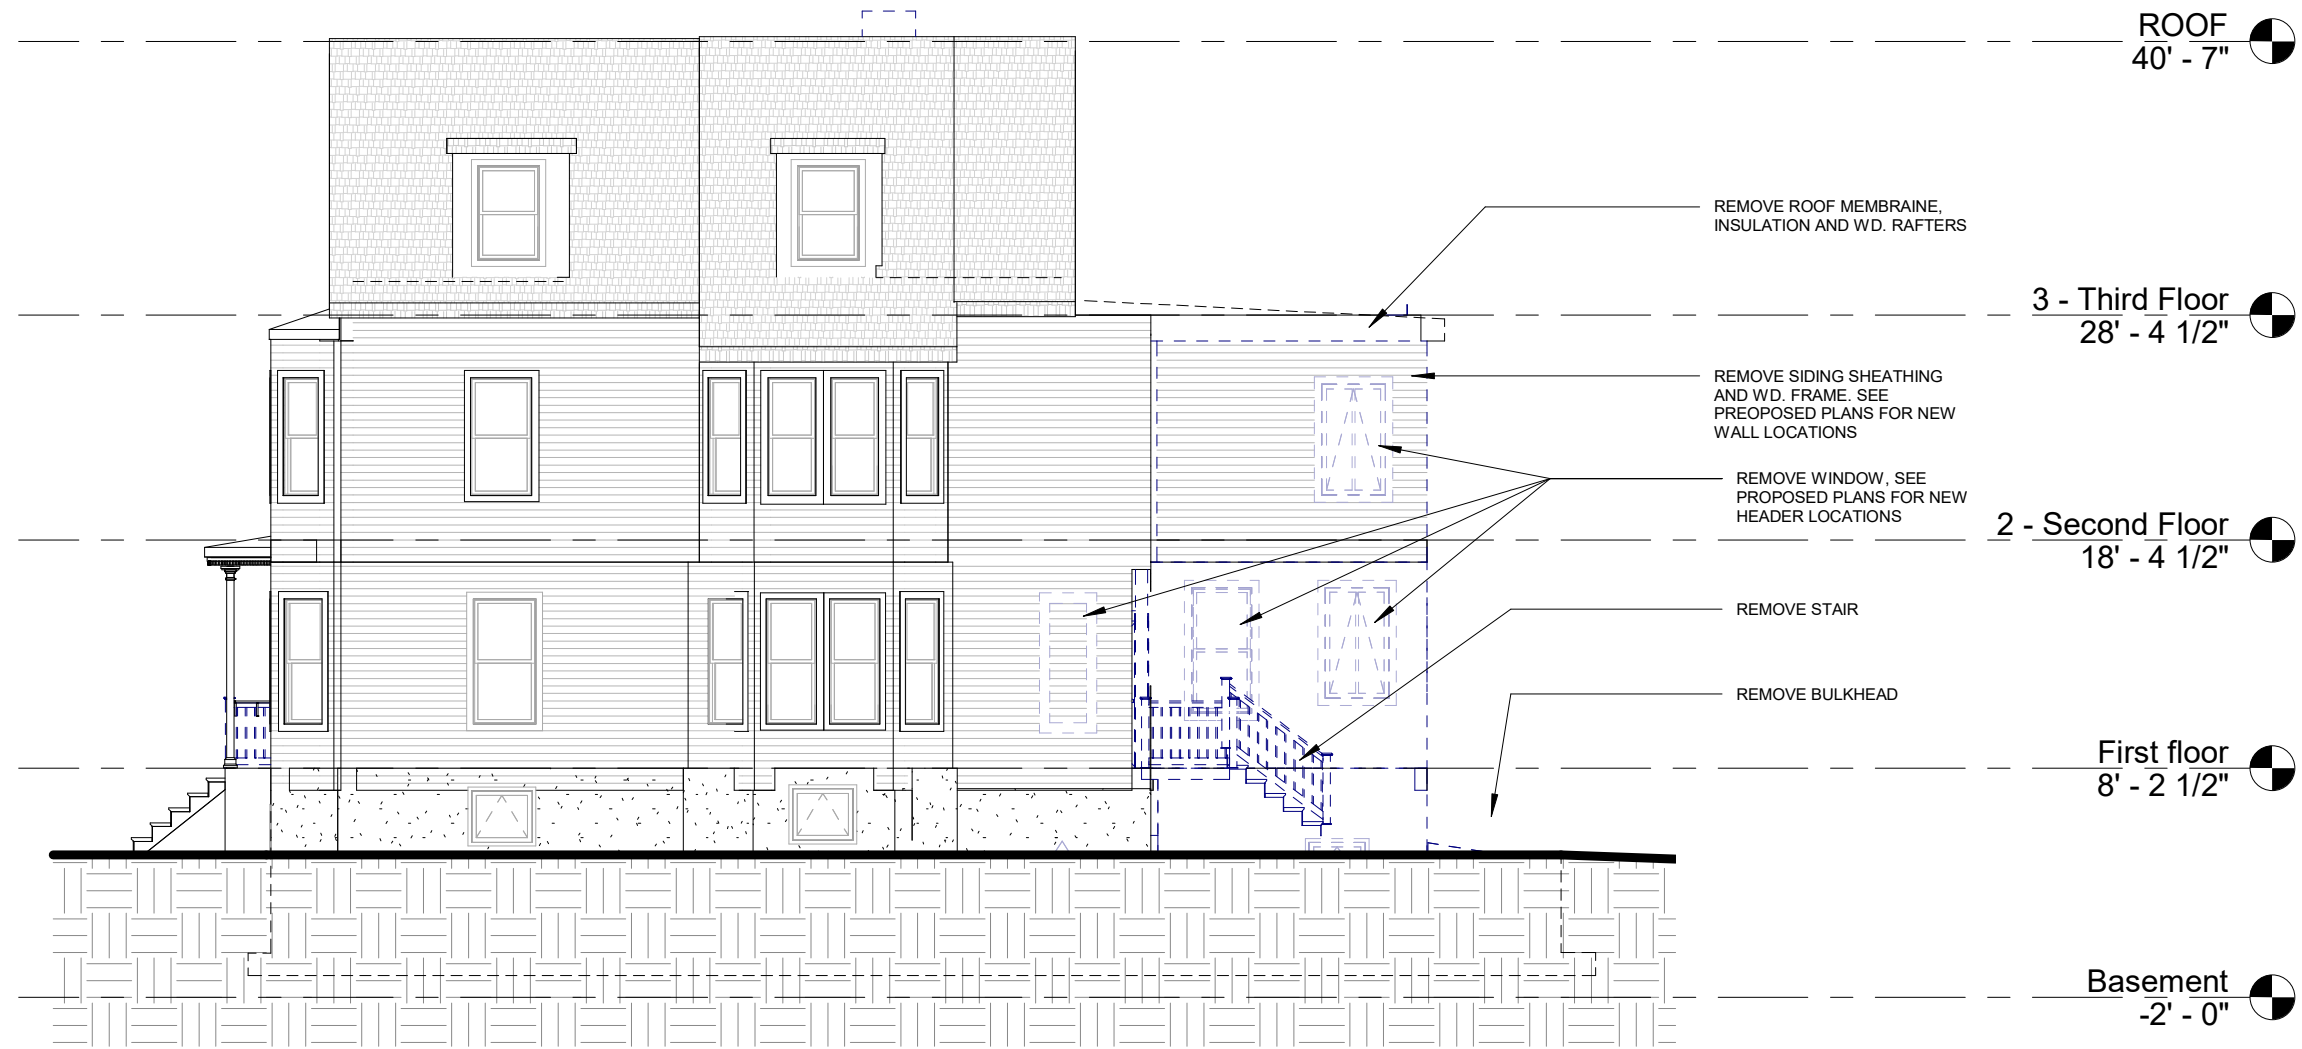 ROOF
40' - 7"
REMOVE ROOF MEMBRAINE,
INSULATION AND WD. RAFTERS
3 - Third Floor
28' - 4 1/2"
REMOVE SIDING SHEATHING
AND WD. FRAME. SEE
PREOPOSED PLANS FOR NEW
WALL LOCATIONS
REMOVE WINDOW, SEE
PROPOSED PLANS FOR NEW
HEADER LOCATIONS
2 - Second Floor
18' - 4 1/2"
REMOVE STAIR
REMOVE BULKHEAD
First floor
8' - 2 1/2"
Basement
-2' - 0"